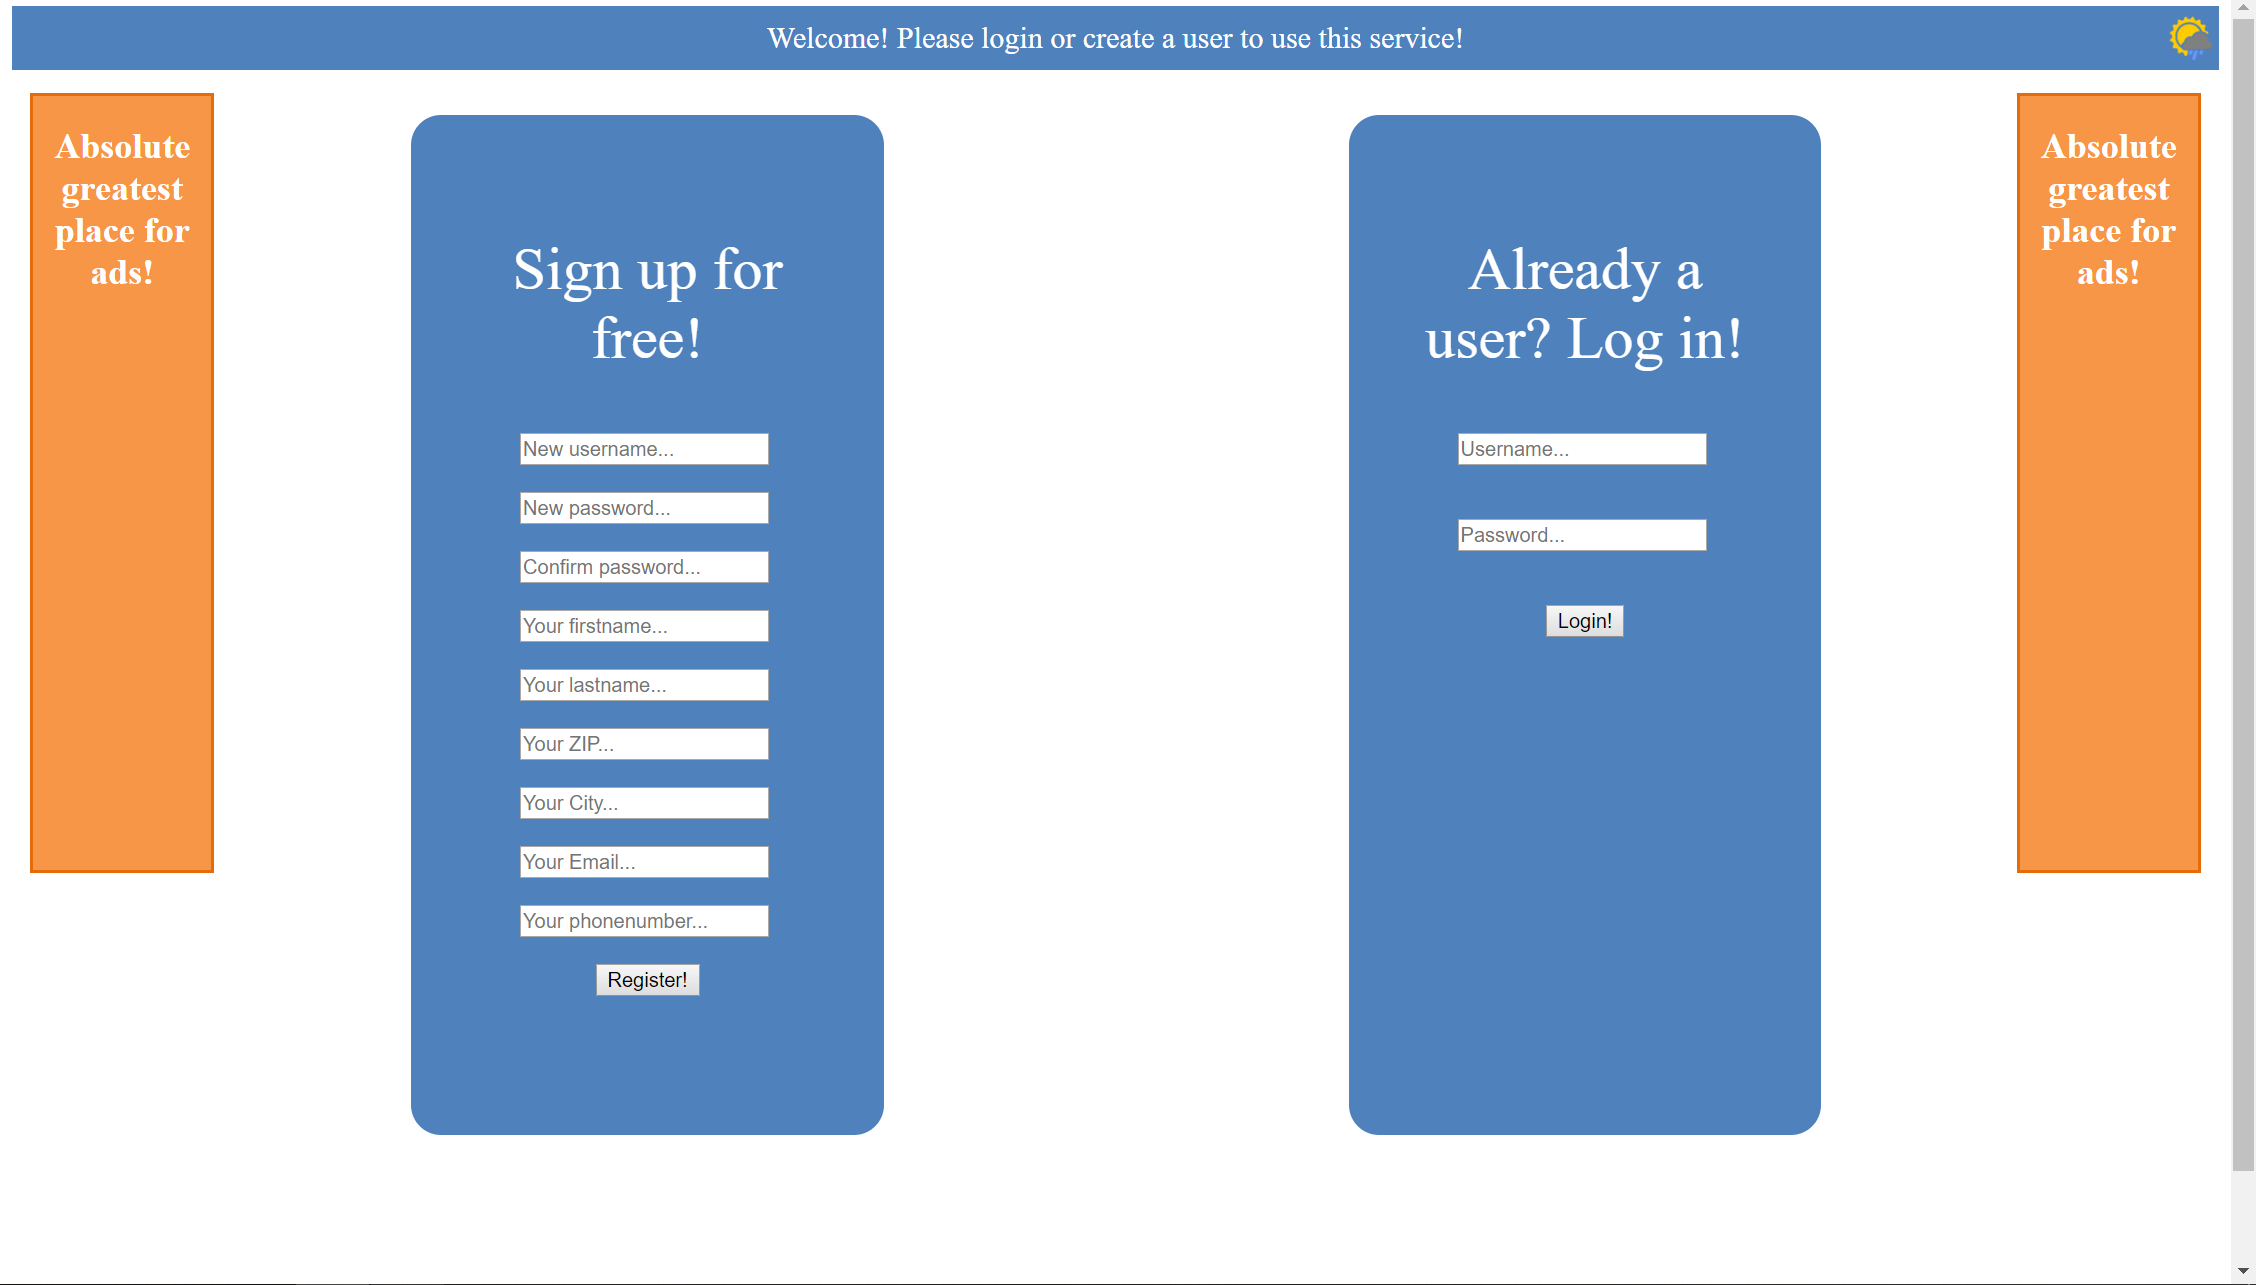 Welcome! Please login or create a user to use this service!
Absolute
greatest
place for
ads!
Sign up for
free!
New username...
New password...
Confirm password...
Your firstname...
Your lastname...
Your ZIP...
Your City...
Your Email...
Your phonenumber...
Register!
Already a
user? Log in!
Username...
Password...
Login!
Absolute
greatest
place for
ads!